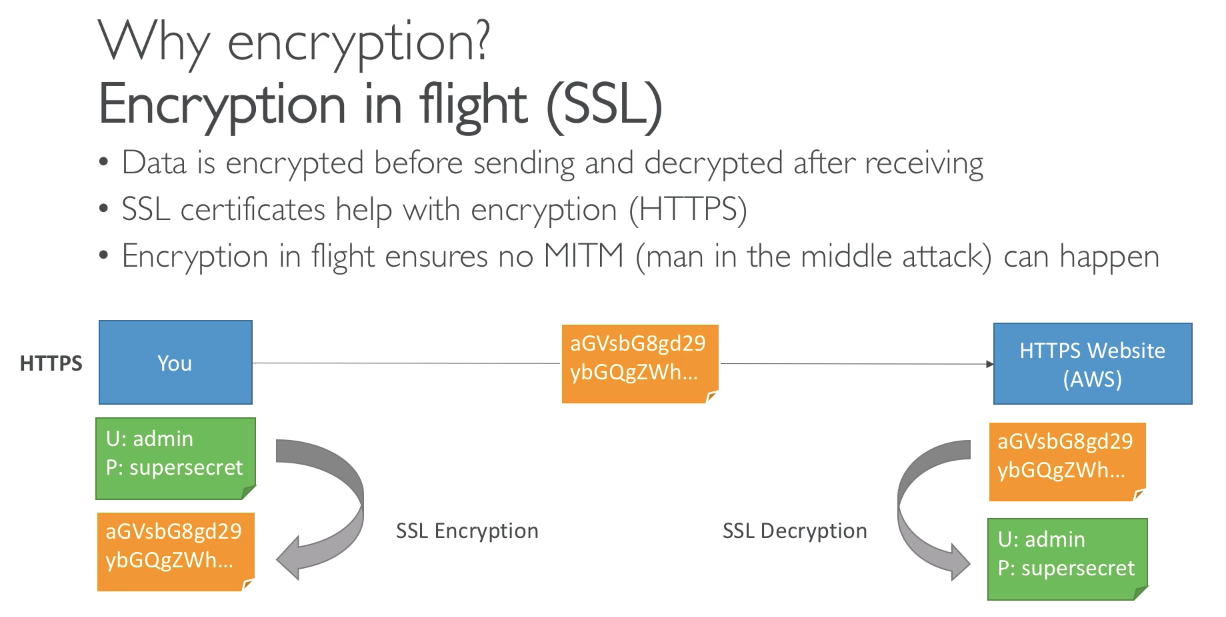 Why encryption?
Encryption in flight (SSL)
• Data is encrypted before sending and decrypted after receiving
• SSL certificates help with encryption (HTTPS)
• Encryption in flight ensures no MITM (man in the middle attack) can happen
HTTPS
You
aGVsbG8gd29
ybGQgZWh...
HTTPS Website
(AWS)
U: admin
P: supersecret
aGVsbG8gd29
ybGQgZWh...
SSL Encryption
SSL Decryption
aGVsbG8gd29
ybGQgZWh...
U: admin
P: supersecret